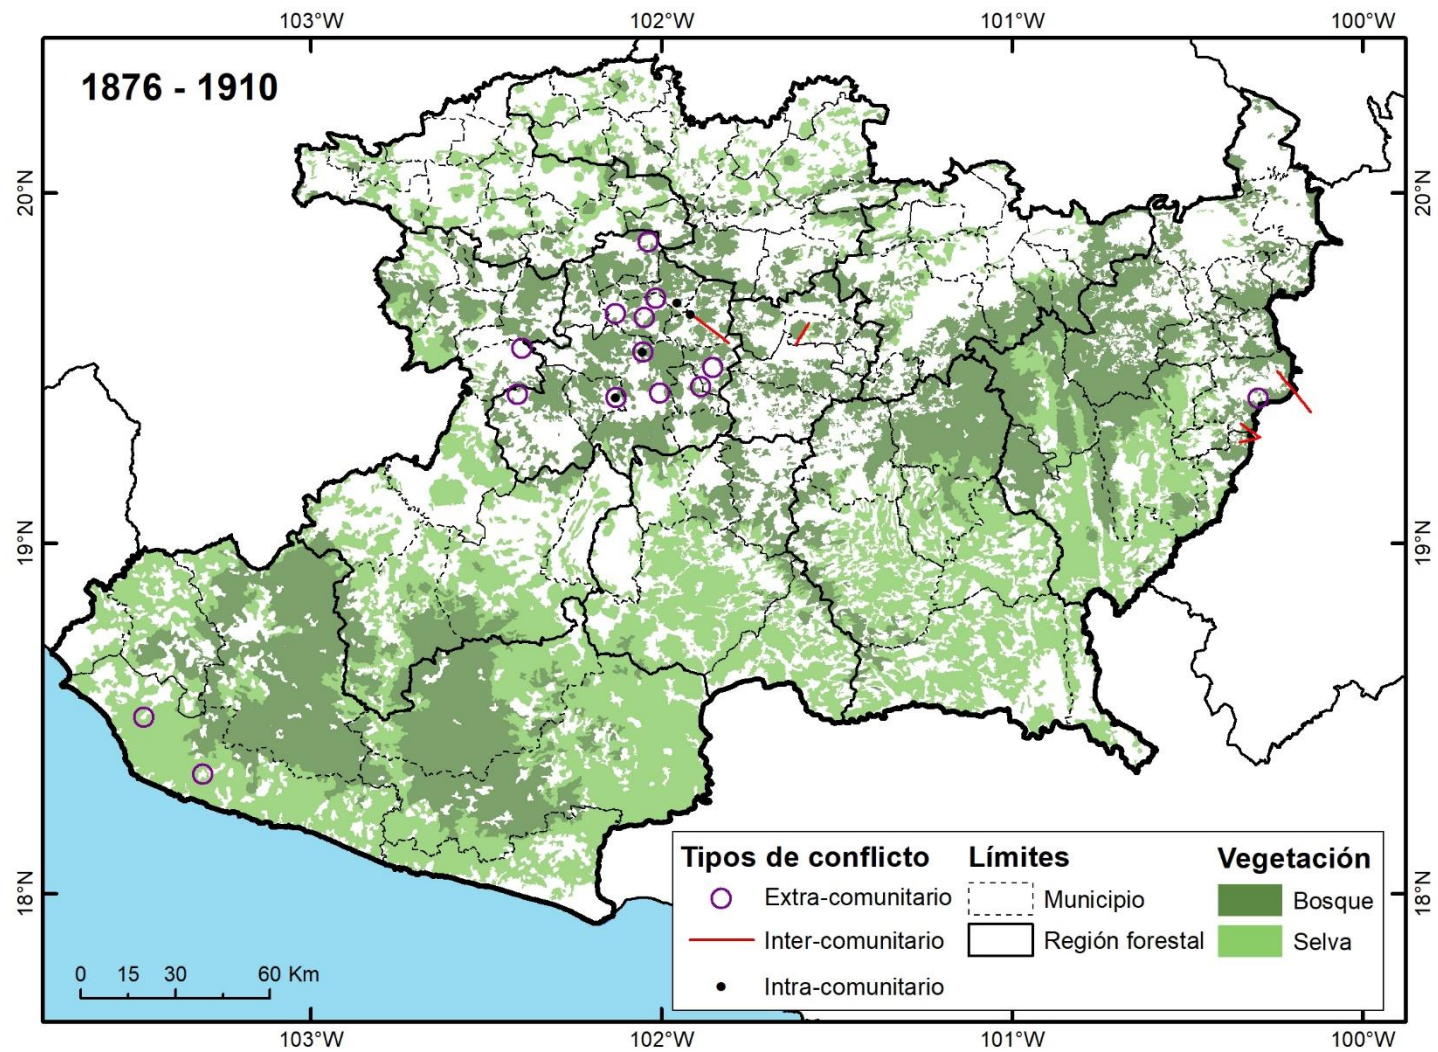 103°W 102°W 101°W 100°W
1876 - 1910
20°N 20°N
19°N 19°N
18°N 18°N
Tipos de conflicto
Extra-comunitario
Inter-comunitario
Intra-comunitario
Límites
Municipio
Región forestal
Vegetación
Bosque
Selva
0 15 30 60 Km
103°W 102°W 101°W 100°W